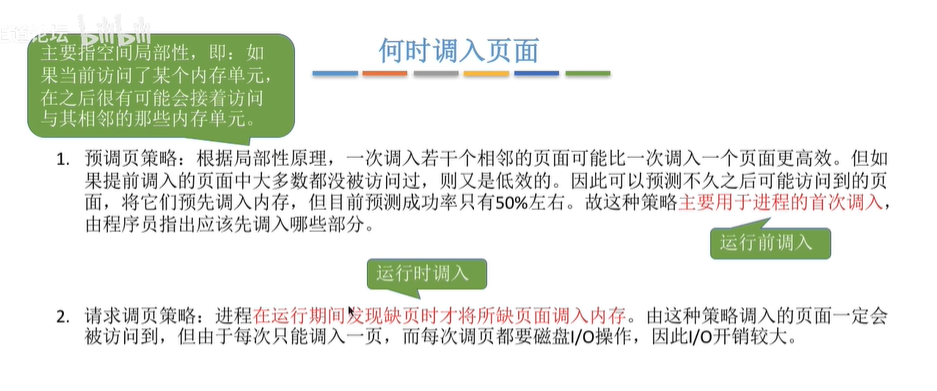 论坛 bilibili
何时调入页面
主要指空间局部性，即：如
果当前访问了某个内存单元，
在之后很有可能会接着访问
与其相邻的那些内存单元。
1. 预调页策略：根据局部性原理，一次调入若干个相邻的页面可能比一次调入一个页面更高效。但如
果提前调入的页面中大多数都没被访问过，则又是低效的。因此可以预测不久之后可能访问到的页
面，将它们预先调入内存，但目前预测成功率只有50%左右。故这种策略主要用于进程的首次调入，
由程序员指出应该先调入哪些部分。
运行前调入
运行时调入
2. 请求调页策略：进程在运行期间发现缺页时才将所缺页面调入内存。由这种策略调入的页面一定会
被访问到，但由于每次只能调入一页，而每次调页都要磁盘I/O操作，因此I/O开销较大。